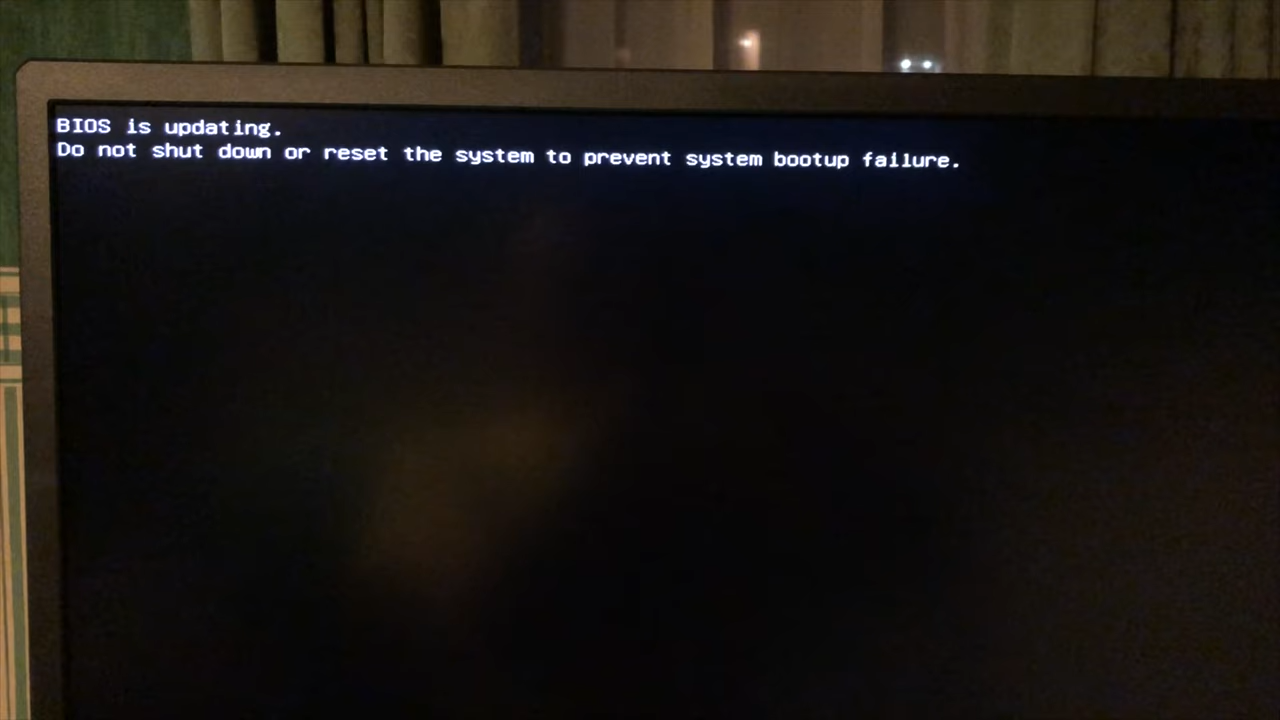 BIOS is updating.
Do not shut down or reset the system to prevent system bootup failure.